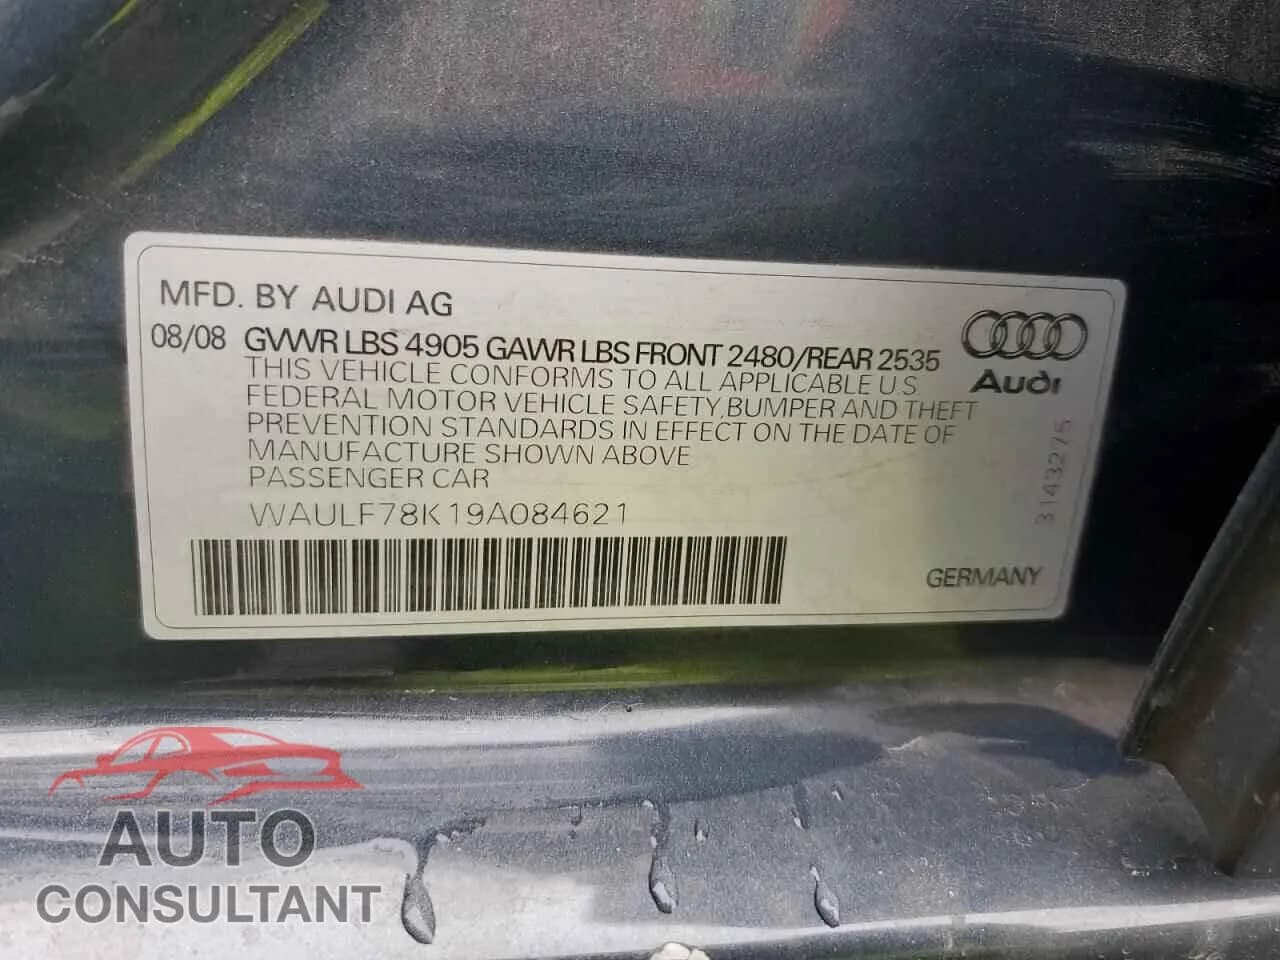 MFD. BY AUDI AG
08/08 GVWR LBS 4905 GAWR LBS FRONT 2480/REAR 2535
THIS VEHICLE CONFORMS TO ALL APPLICABLE U.S.
FEDERAL MOTOR VEHICLE SAFETY, BUMPER AND THEFT
PREVENTION STANDARDS IN EFFECT ON THE DATE OF
MANUFACTURE SHOWN ABOVE
PASSENGER CAR
WAULF78K19A084621
Audi
3143275
GERMANY
AUTO
CONSULTANT